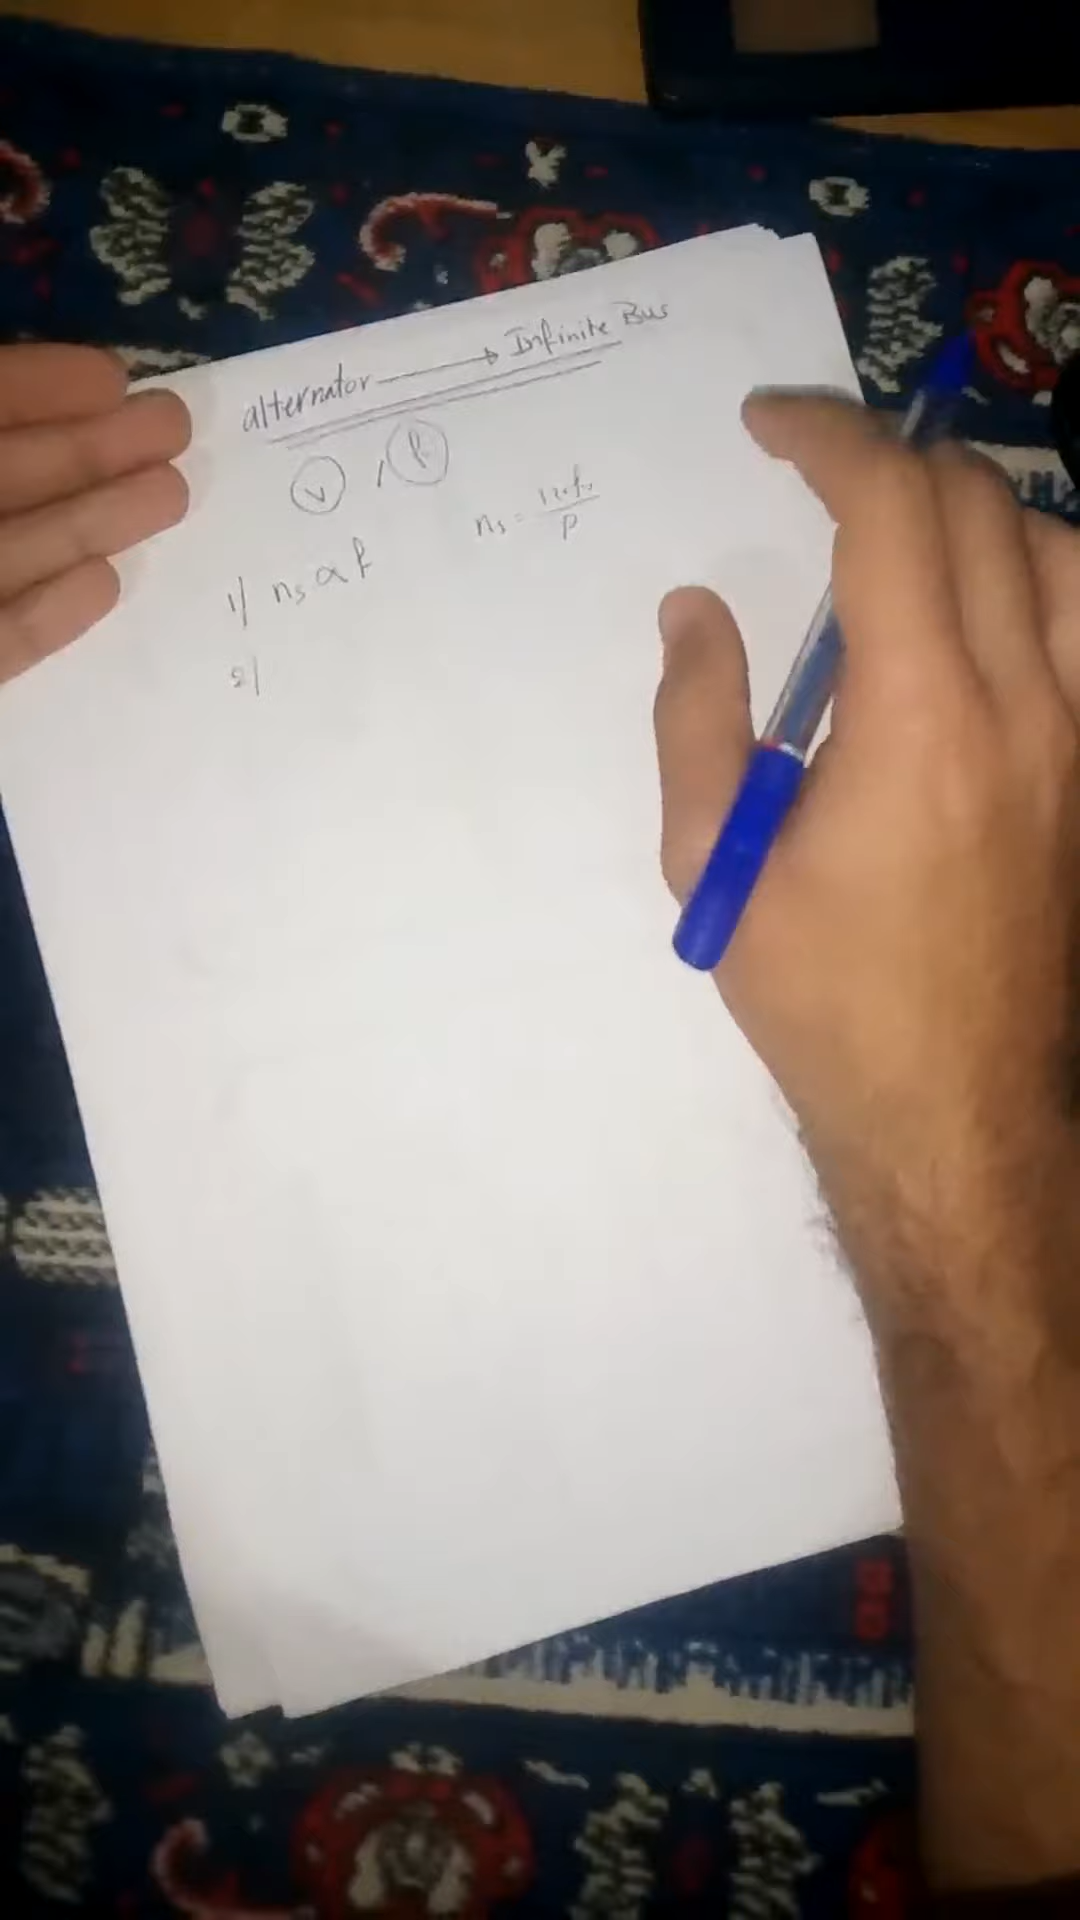 alternator → Infinite Bus
V , f
ns = 120f / P
1/ ns α f
2/